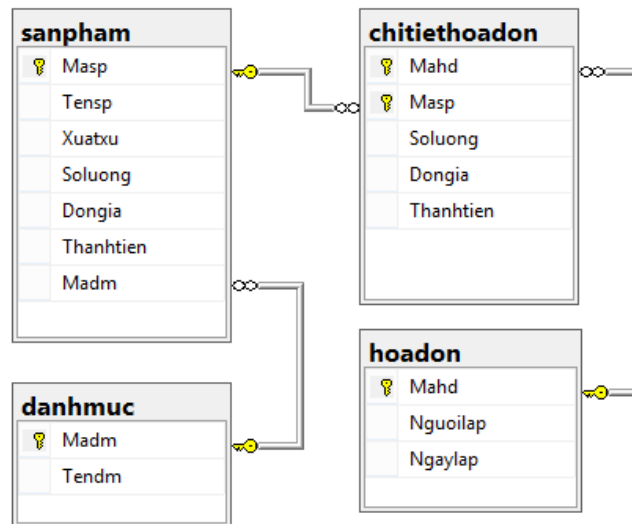 sanpham
Masp
Tensp
Xuatxu
Soluong
Dongia
Thanhtien
Madm
chitiethoadon
Mahd
Masp
Soluong
Dongia
Thanhtien
danhmuc
Madm
Tendm
hoadon
Mahd
Nguoilap
Ngaylap